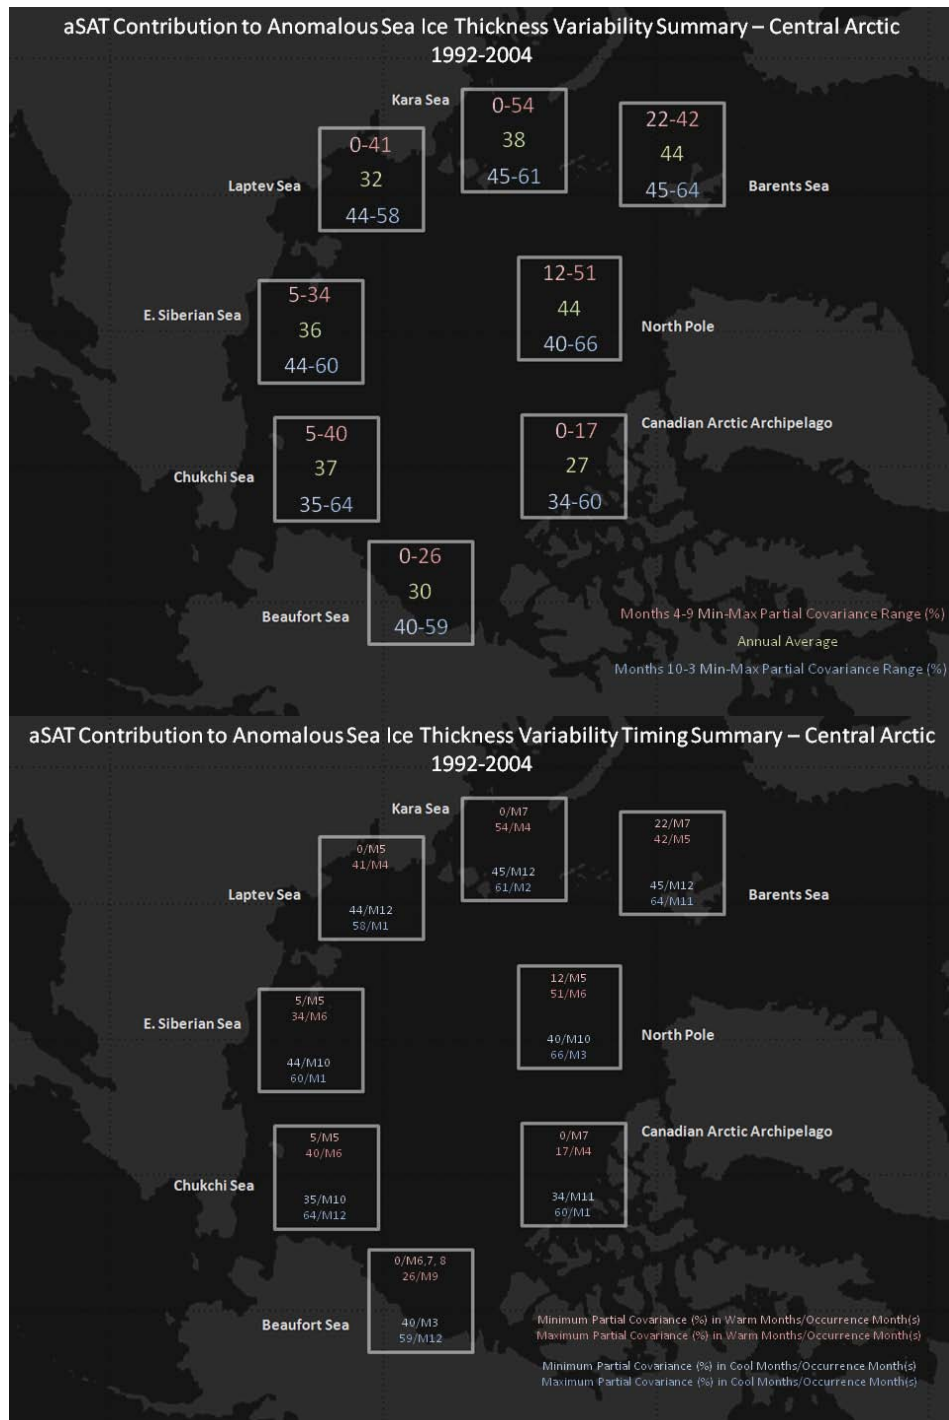 aSAT Contribution to Anomalous Sea Ice Thickness Variability Summary – Central Arctic
1992-2004
Kara Sea
0-54
38
45-61
22-42
44
45-64
Barents Sea
0-41
32
44-58
Laptev Sea
12-51
44
40-66
North Pole
5-34
36
44-60
E. Siberian Sea
Canadian Arctic Archipelago
0-17
27
34-60
5-40
37
35-64
Chukchi Sea
0-26
30
40-59
Beaufort Sea
Months 4-9 Min-Max Partial Covariance Range (%)
Annual Average
Months 10-3 Min-Max Partial Covariance Range (%)
aSAT Contribution to Anomalous Sea Ice Thickness Variability Timing Summary – Central Arctic
1992-2004
Kara Sea
0/M7
54/M4
45/M12
61/M2
22/M7
42/M5
45/M12
64/M11
Barents Sea
0/M5
41/M4
44/M12
58/M1
Laptev Sea
12/M5
51/M6
40/M10
66/M3
North Pole
5/M5
34/M6
44/M10
60/M1
E. Siberian Sea
Canadian Arctic Archipelago
0/M7
17/M4
34/M11
60/M1
5/M5
40/M6
35/M10
64/M12
Chukchi Sea
0/M6,7, 8
26/M9
40/M3
59/M12
Beaufort Sea
Minimum Partial Covariance (%) in Warm Months/Occurrence Month(s)
Maximum Partial Covariance (%) in Warm Months/Occurrence Month(s)
Minimum Partial Covariance (%) in Cool Months/Occurrence Month(s)
Maximum Partial Covariance (%) in Cool Months/Occurrence Month(s)